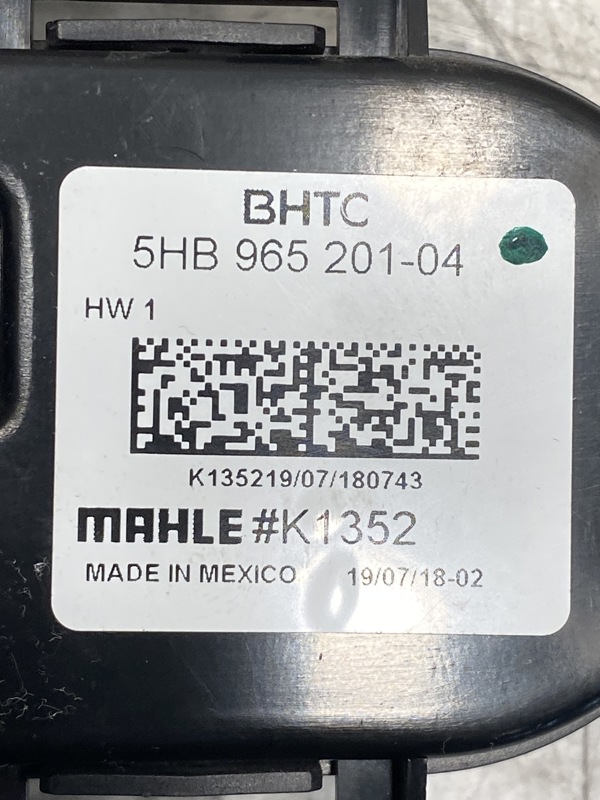 BHTC
5HB 965 201-04
HW 1
K135219/07/180743
MAHLE #K1352
MADE IN MEXICO 19/07/18-02